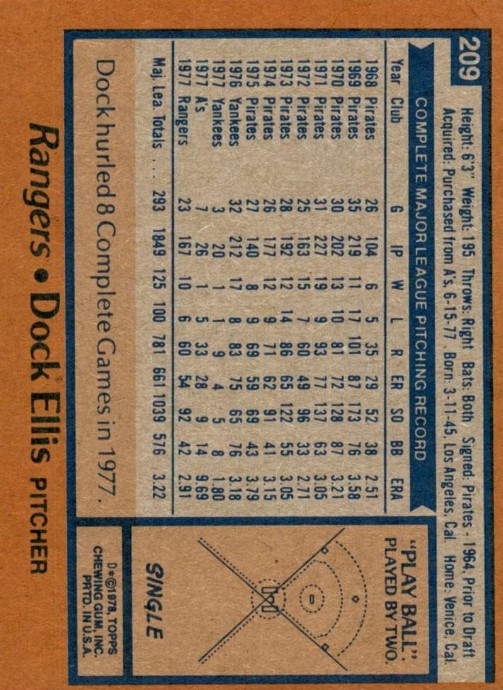 209
Height: 6'3" Weight: 195 Throws: Right Bats: Both Signed: Pirates - 1964, Prior to Draft
Acquired: Purchased from A's, 6-15-77 Born: 3-11-45, Los Angeles, Cal. Home: Venice, Cal.
COMPLETE MAJOR LEAGUE PITCHING RECORD
Year Club G IP W L R ER SO BB ERA
1968 Pirates 26 104 6 5 35 29 52 38 2.51
1969 Pirates 35 219 11 17 101 87 173 76 3.58
1970 Pirates 30 202 13 10 81 72 128 87 3.21
1971 Pirates 31 227 19 9 93 77 137 63 3.05
1972 Pirates 25 163 15 7 60 49 96 33 2.71
1973 Pirates 28 192 12 14 86 65 122 55 3.05
1974 Pirates 26 177 12 9 71 62 91 41 3.15
1975 Pirates 27 140 8 9 69 59 69 43 3.79
1976 Yankees 32 212 17 8 83 75 65 76 3.18
1977 Yankees 3 20 1 1 9 4 5 8 1.80
1977 A's 7 26 1 5 33 28 9 14 9.69
1977 Rangers 23 167 10 6 60 54 92 42 2.91
Maj. Lea. Totals ... 293 1849 125 100 781 661 1039 576 3.22
Dock hurled 8 Complete Games in 1977.
"PLAY BALL".
PLAYED BY TWO.
SINGLE
D*©1978, TOPPS
CHEWING GUM, INC.
PRTD. IN U.S.A.
Rangers • Dock Ellis PITCHER